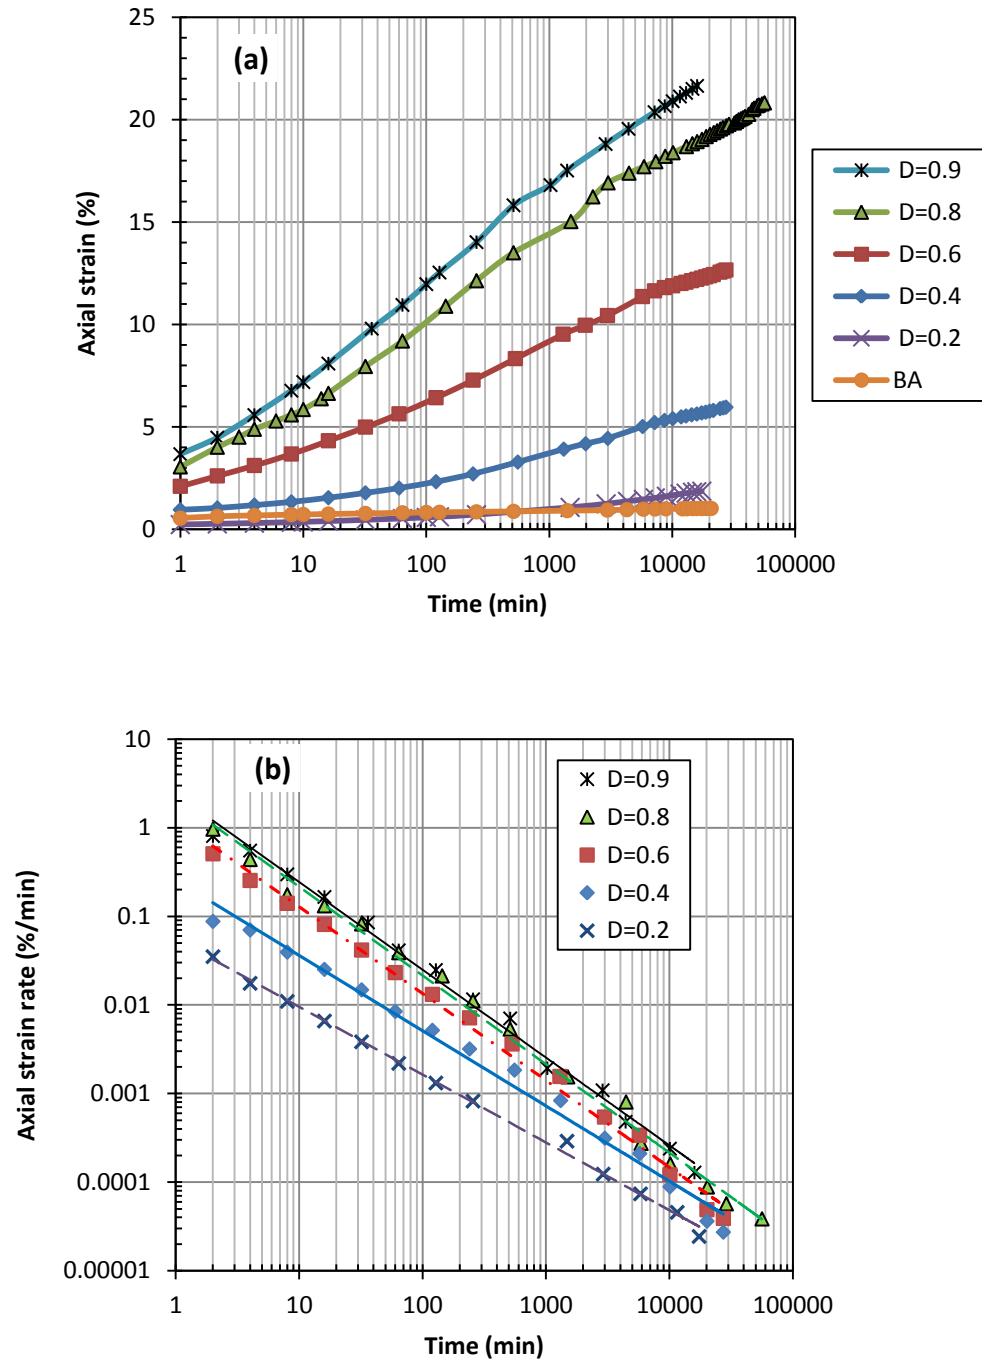 25
20
15
10
5
0
Axial strain (%)
(a)
1
10
100
1000
10000
100000
Time (min)
D=0.9
D=0.8
D=0.6
D=0.4
D=0.2
BA
10
1
0.1
0.01
0.001
0.0001
0.00001
Axial strain rate (%/min)
(b)
D=0.9
D=0.8
D=0.6
D=0.4
D=0.2
1
10
100
1000
10000
100000
Time (min)